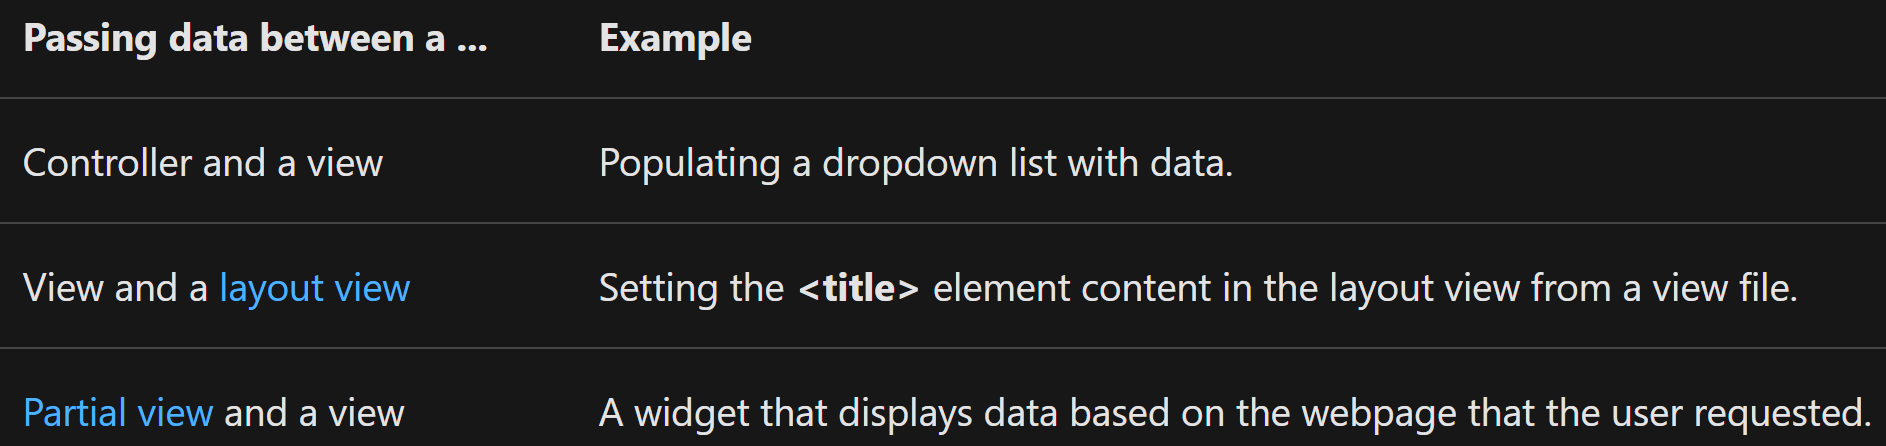 Passing data between a ... Example
Controller and a view Populating a dropdown list with data.
View and a layout view Setting the <title> element content in the layout view from a view file.
Partial view and a view A widget that displays data based on the webpage that the user requested.